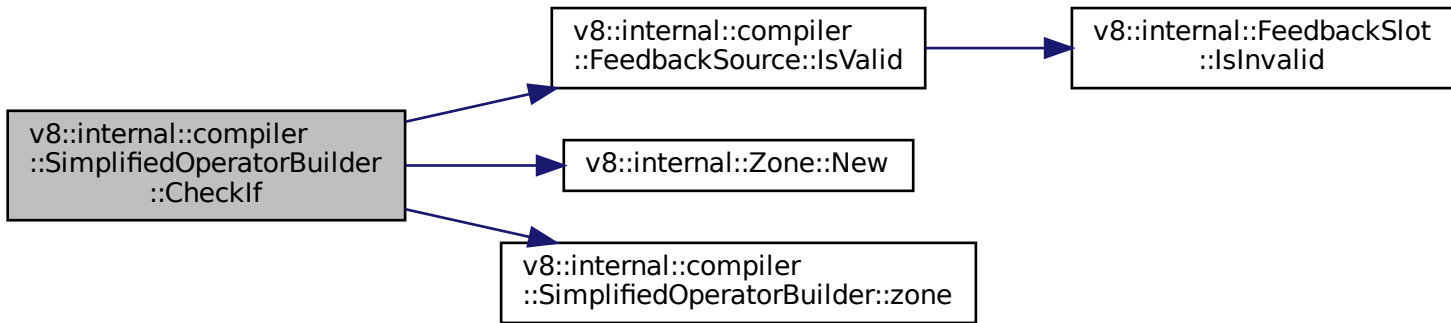 v8::internal::compiler
::SimplifiedOperatorBuilder
::CheckIf
v8::internal::compiler
::FeedbackSource::IsValid
v8::internal::FeedbackSlot
::IsInvalid
v8::internal::Zone::New
v8::internal::compiler
::SimplifiedOperatorBuilder::zone